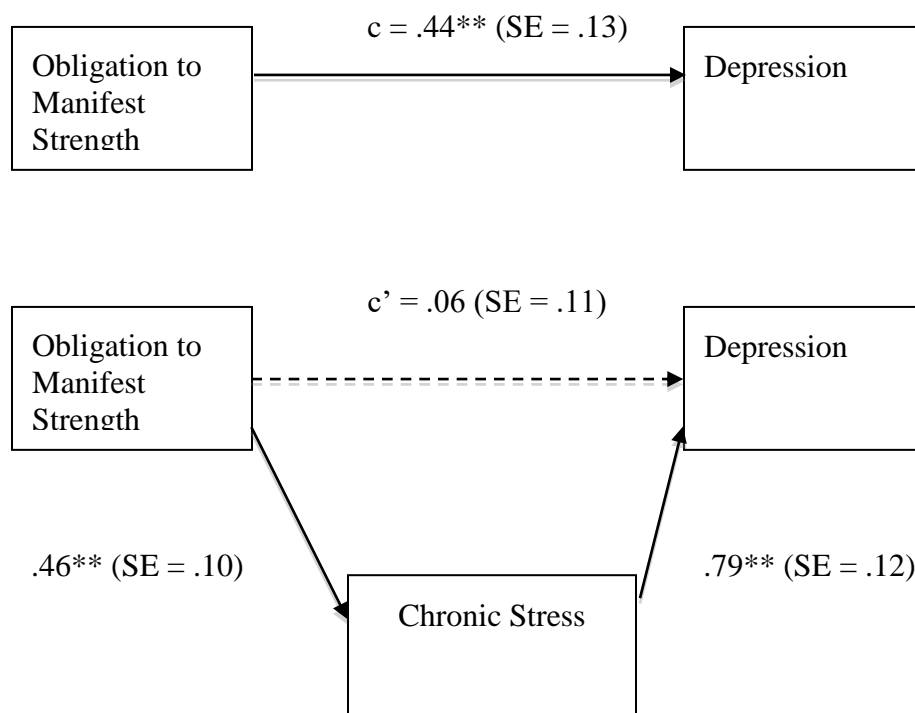 c = .44** (SE = .13)
Obligation to
Manifest
Strength
Depression
c’ = .06 (SE = .11)
Obligation to
Manifest
Strength
Depression
.46** (SE = .10)
.79** (SE = .12)
Chronic Stress